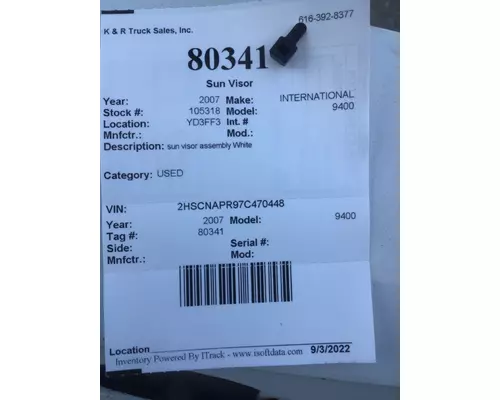 K & R Truck Sales, Inc. 616-392-8377
80341
Sun Visor
Year: 2007 Make: INTERNATIONAL
Stock #: 105318 Model: 9400
Location: YD3FF3 Int. #
Mnfctr.: Mod.:
Description: sun visor assembly White
Category: USED
VIN: 2HSCNAPR97C470448
Year: 2007 Model: 9400
Tag #: 80341
Side: Serial #:
Mnfctr.: Mod:
Location
Inventory Powered By ITrack - www.isoftdata.com 9/3/2022